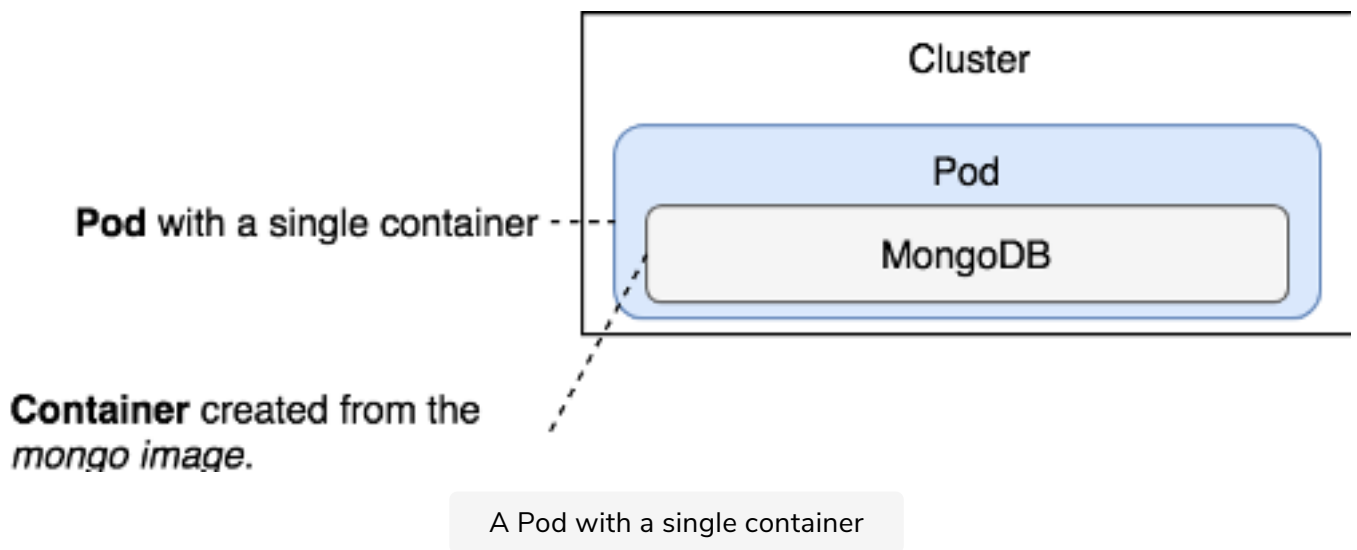 Cluster
Pod
Pod with a single container
MongoDB
Container created from the
mongo image.
A Pod with a single container